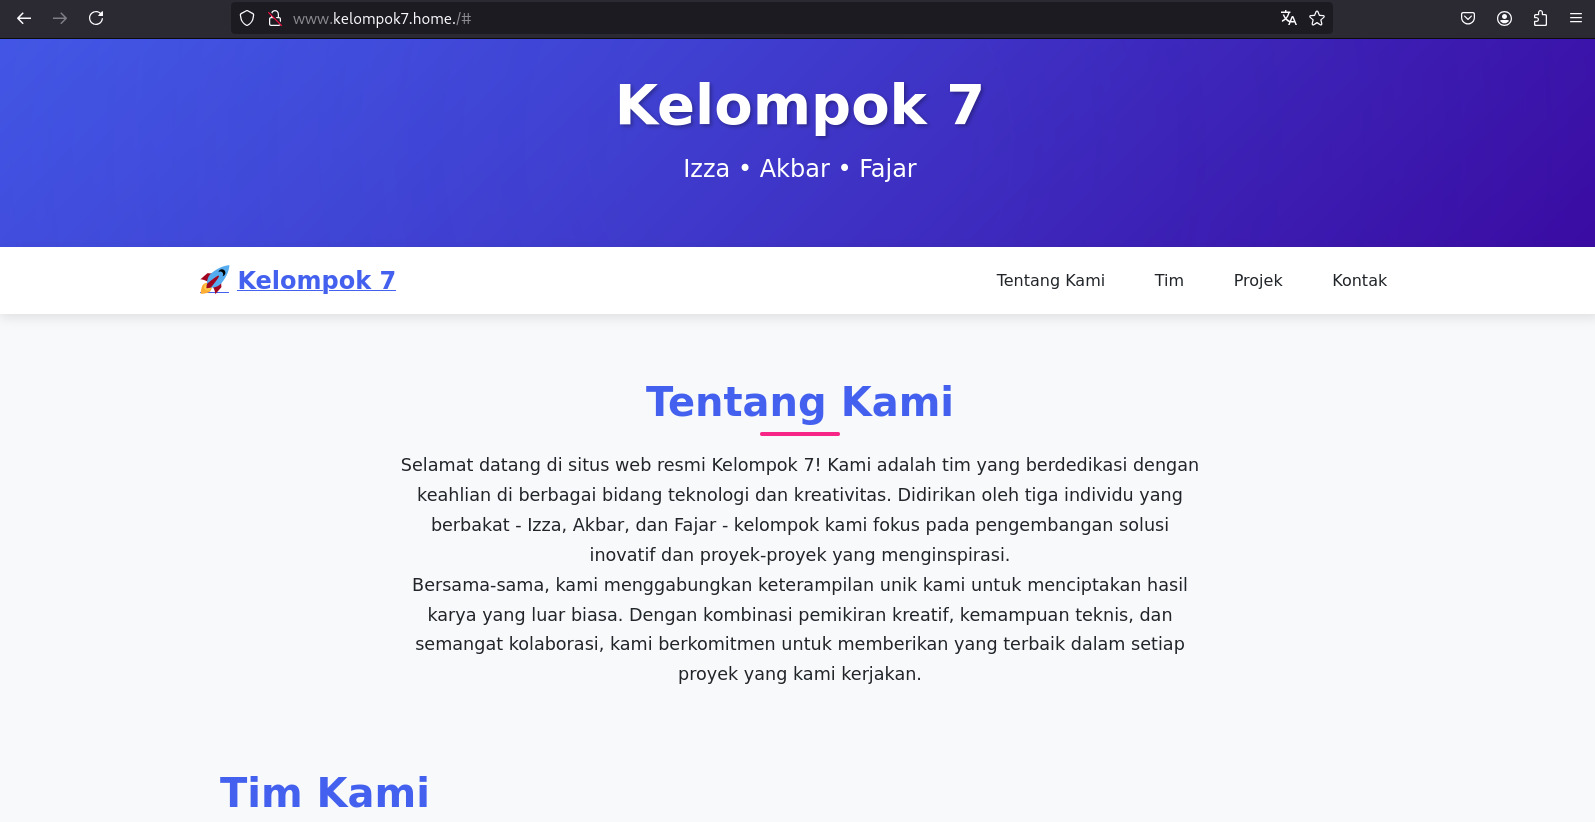 www.kelompok7.home./#
Kelompok 7
Izza • Akbar • Fajar
🚀 Kelompok 7
Tentang Kami
Tim
Projek
Kontak
Tentang Kami
Selamat datang di situs web resmi Kelompok 7! Kami adalah tim yang berdedikasi dengan
keahlian di berbagai bidang teknologi dan kreativitas. Didirikan oleh tiga individu yang
berbakat - Izza, Akbar, dan Fajar - kelompok kami fokus pada pengembangan solusi
inovatif dan proyek-proyek yang menginspirasi.
Bersama-sama, kami menggabungkan keterampilan unik kami untuk menciptakan hasil
karya yang luar biasa. Dengan kombinasi pemikiran kreatif, kemampuan teknis, dan
semangat kolaborasi, kami berkomitmen untuk memberikan yang terbaik dalam setiap
proyek yang kami kerjakan.
Tim Kami